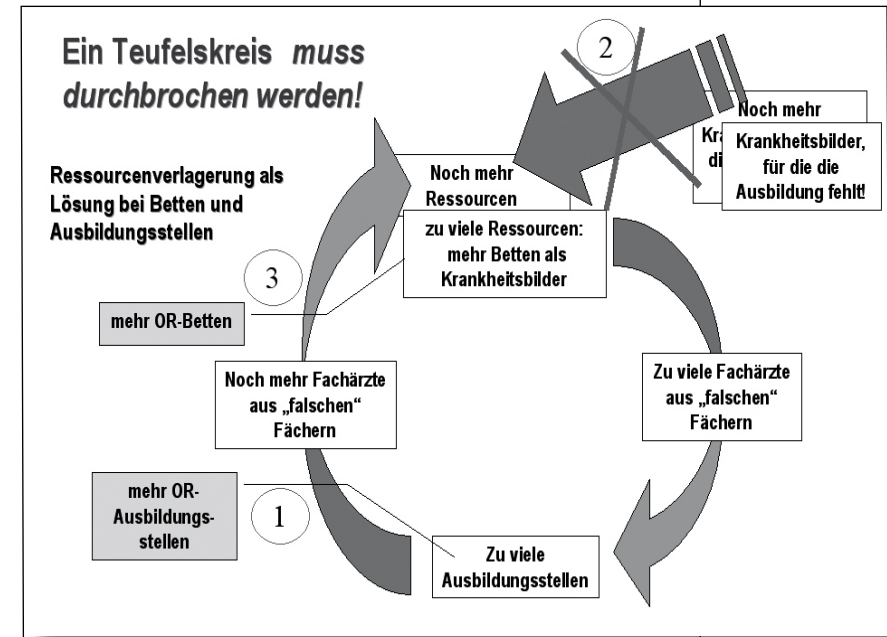 Ein Teufelskreis muss
durchbrochen werden!
2
Noch mehr
Krankheitsbilder,
für die die
Ausbildung fehlt!
Ressourcenverlagerung als
Lösung bei Betten und
Ausbildungsstellen
Noch mehr
Ressourcen
zu viele Ressourcen:
mehr Betten als
Krankheitsbilder
3
mehr OR-Betten
Noch mehr Fachärzte
aus „falschen“
Fächern
Zu viele Fachärzte
aus „falschen“
Fächern
mehr OR-
Ausbildungs-
stellen
1
Zu viele
Ausbildungsstellen